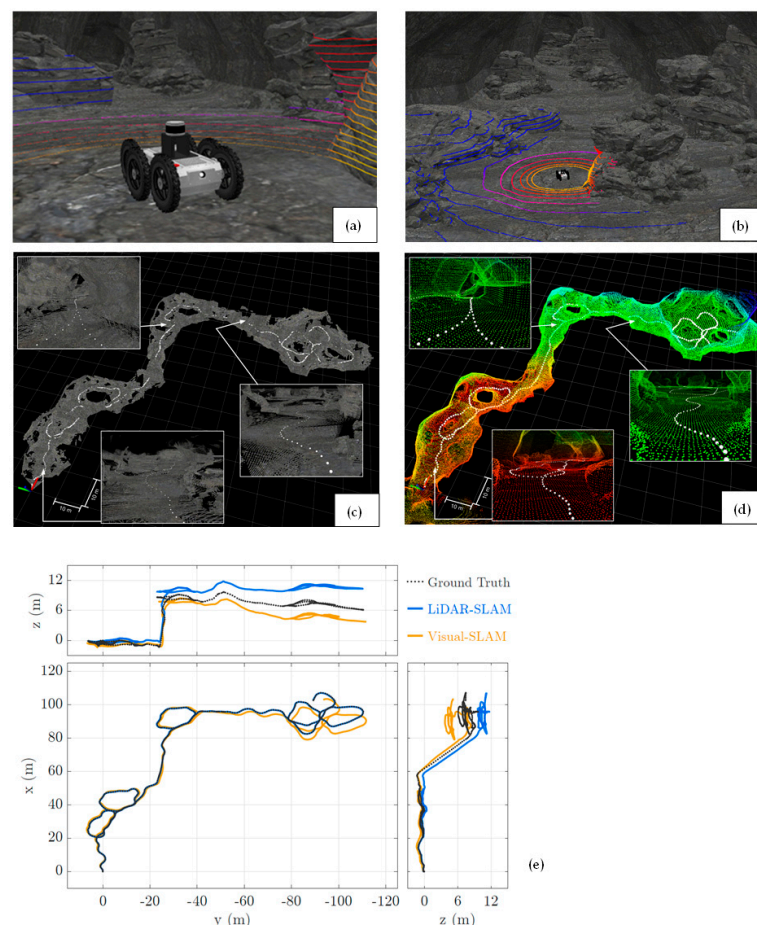 (a)
(b)
10 m
10 m
(c)
10 m
10 m
(d)
z (m)
12
6
0
Ground Truth
LiDAR-SLAM
Visual-SLAM
x (m)
120
100
80
60
40
20
0
0 -20 -40 -60 -80 -100 -120
y (m)
0 6 12
z (m)
(e)